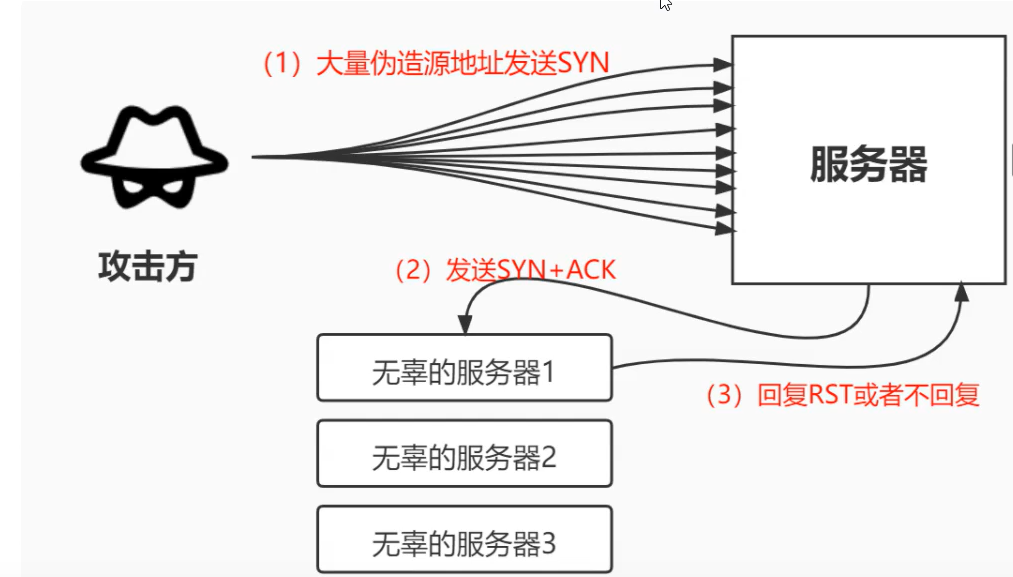 （1）大量伪造源地址发送SYN
服务器
攻击方
（2）发送SYN+ACK
无辜的服务器1
（3）回复RST或者不回复
无辜的服务器2
无辜的服务器3